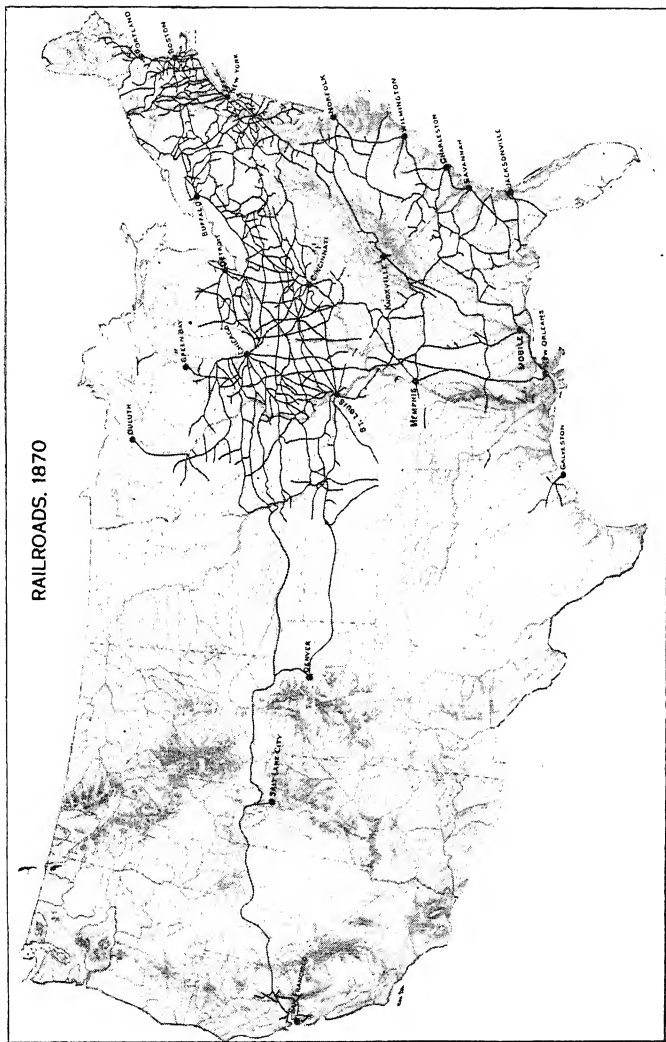 RAILROADS, 1870
PORTLAND
BOSTON
NEW YORK
BUFFALO
DETROIT
GREEN BAY
DULUTH
CINCINNATI
NORFOLK
WILMINGTON
CHARLESTON
SAVANNAH
JACKSONVILLE
KNOXVILLE
ST. LOUIS
MEMPHIS
MOBILE
NEW ORLEANS
GALVESTON
DENVER
SALT LAKE CITY
SAN FRANCISCO